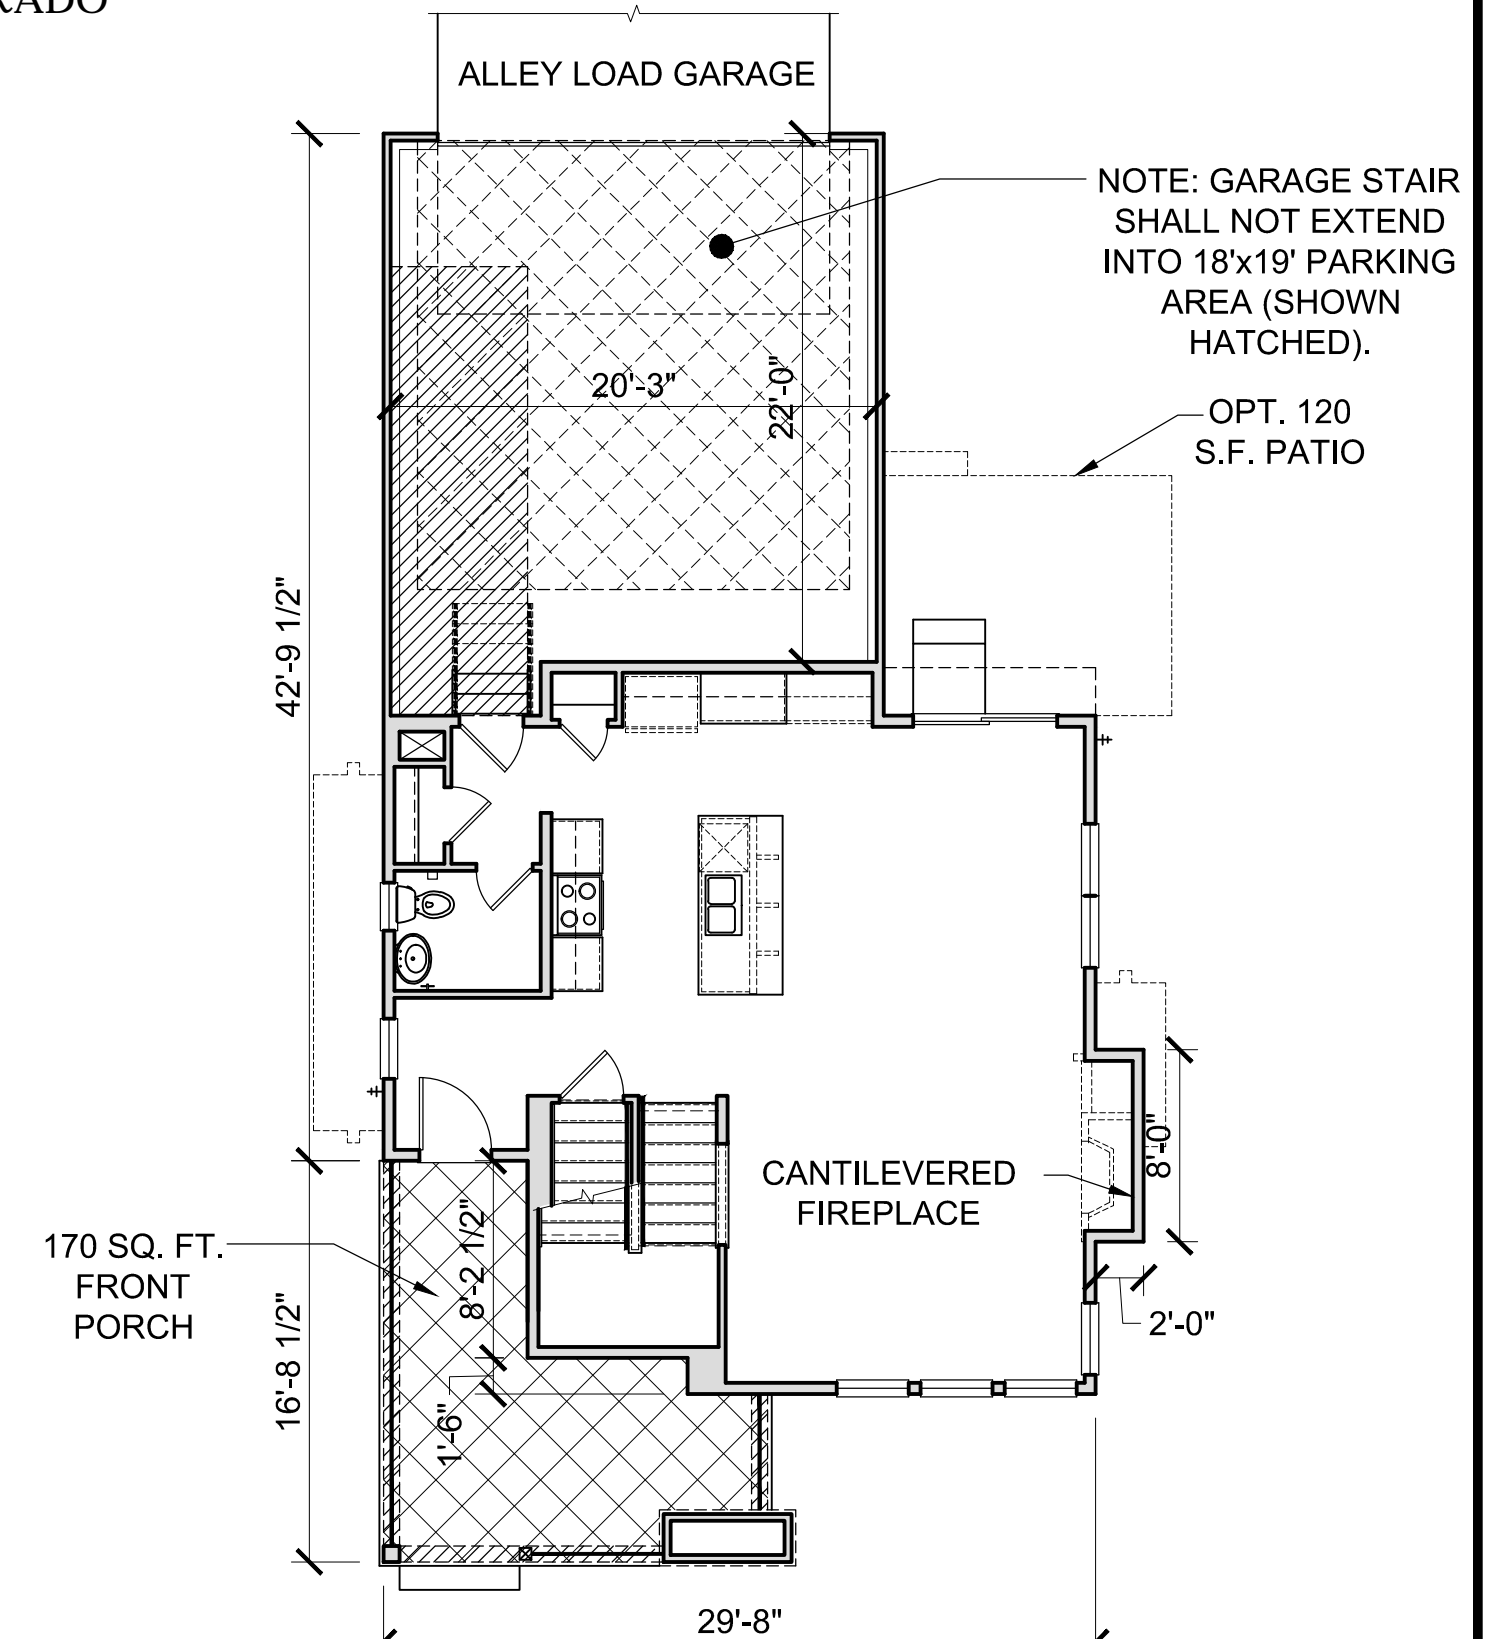 ALLEY LOAD GARAGE
NOTE: GARAGE STAIR
SHALL NOT EXTEND
INTO 18'x19' PARKING
AREA (SHOWN
HATCHED).
20'-3"
22'-0"
OPT. 120
S.F. PATIO
42'-9 1/2"
8'-0"
CANTILEVERED
FIREPLACE
170 SQ. FT.
FRONT
PORCH
8'-2 1/2"
2'-0"
16'-8 1/2"
1'-6"
29'-8"